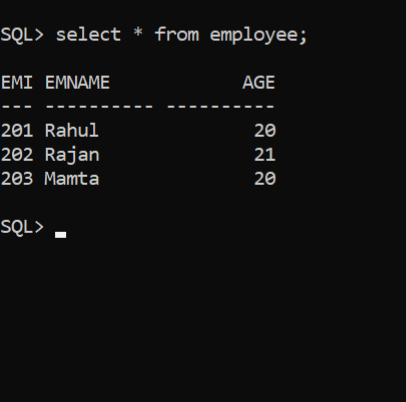 SQL> select * from employee;
EMI EMNAME AGE
--- ---------- ----------
201 Rahul 20
202 Rajan 21
203 Mamta 20
SQL>